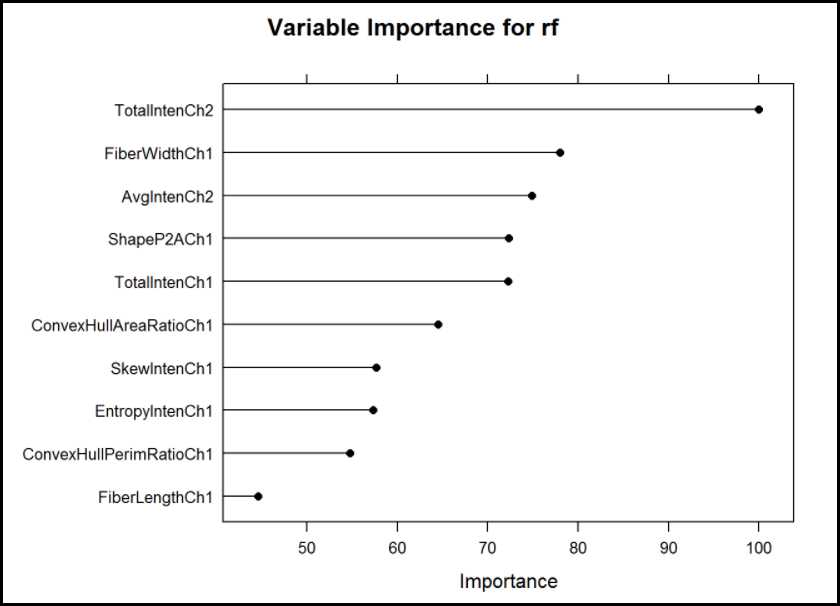 Variable Importance for rf
TotalIntenCh2
FiberWidthCh1
AvgIntenCh2
ShapeP2ACh1
TotalIntenCh1
ConvexHullAreaRatioCh1
SkewIntenCh1
EntropyIntenCh1
ConvexHullPerimRatioCh1
FiberLengthCh1
50 60 70 80 90 100
Importance